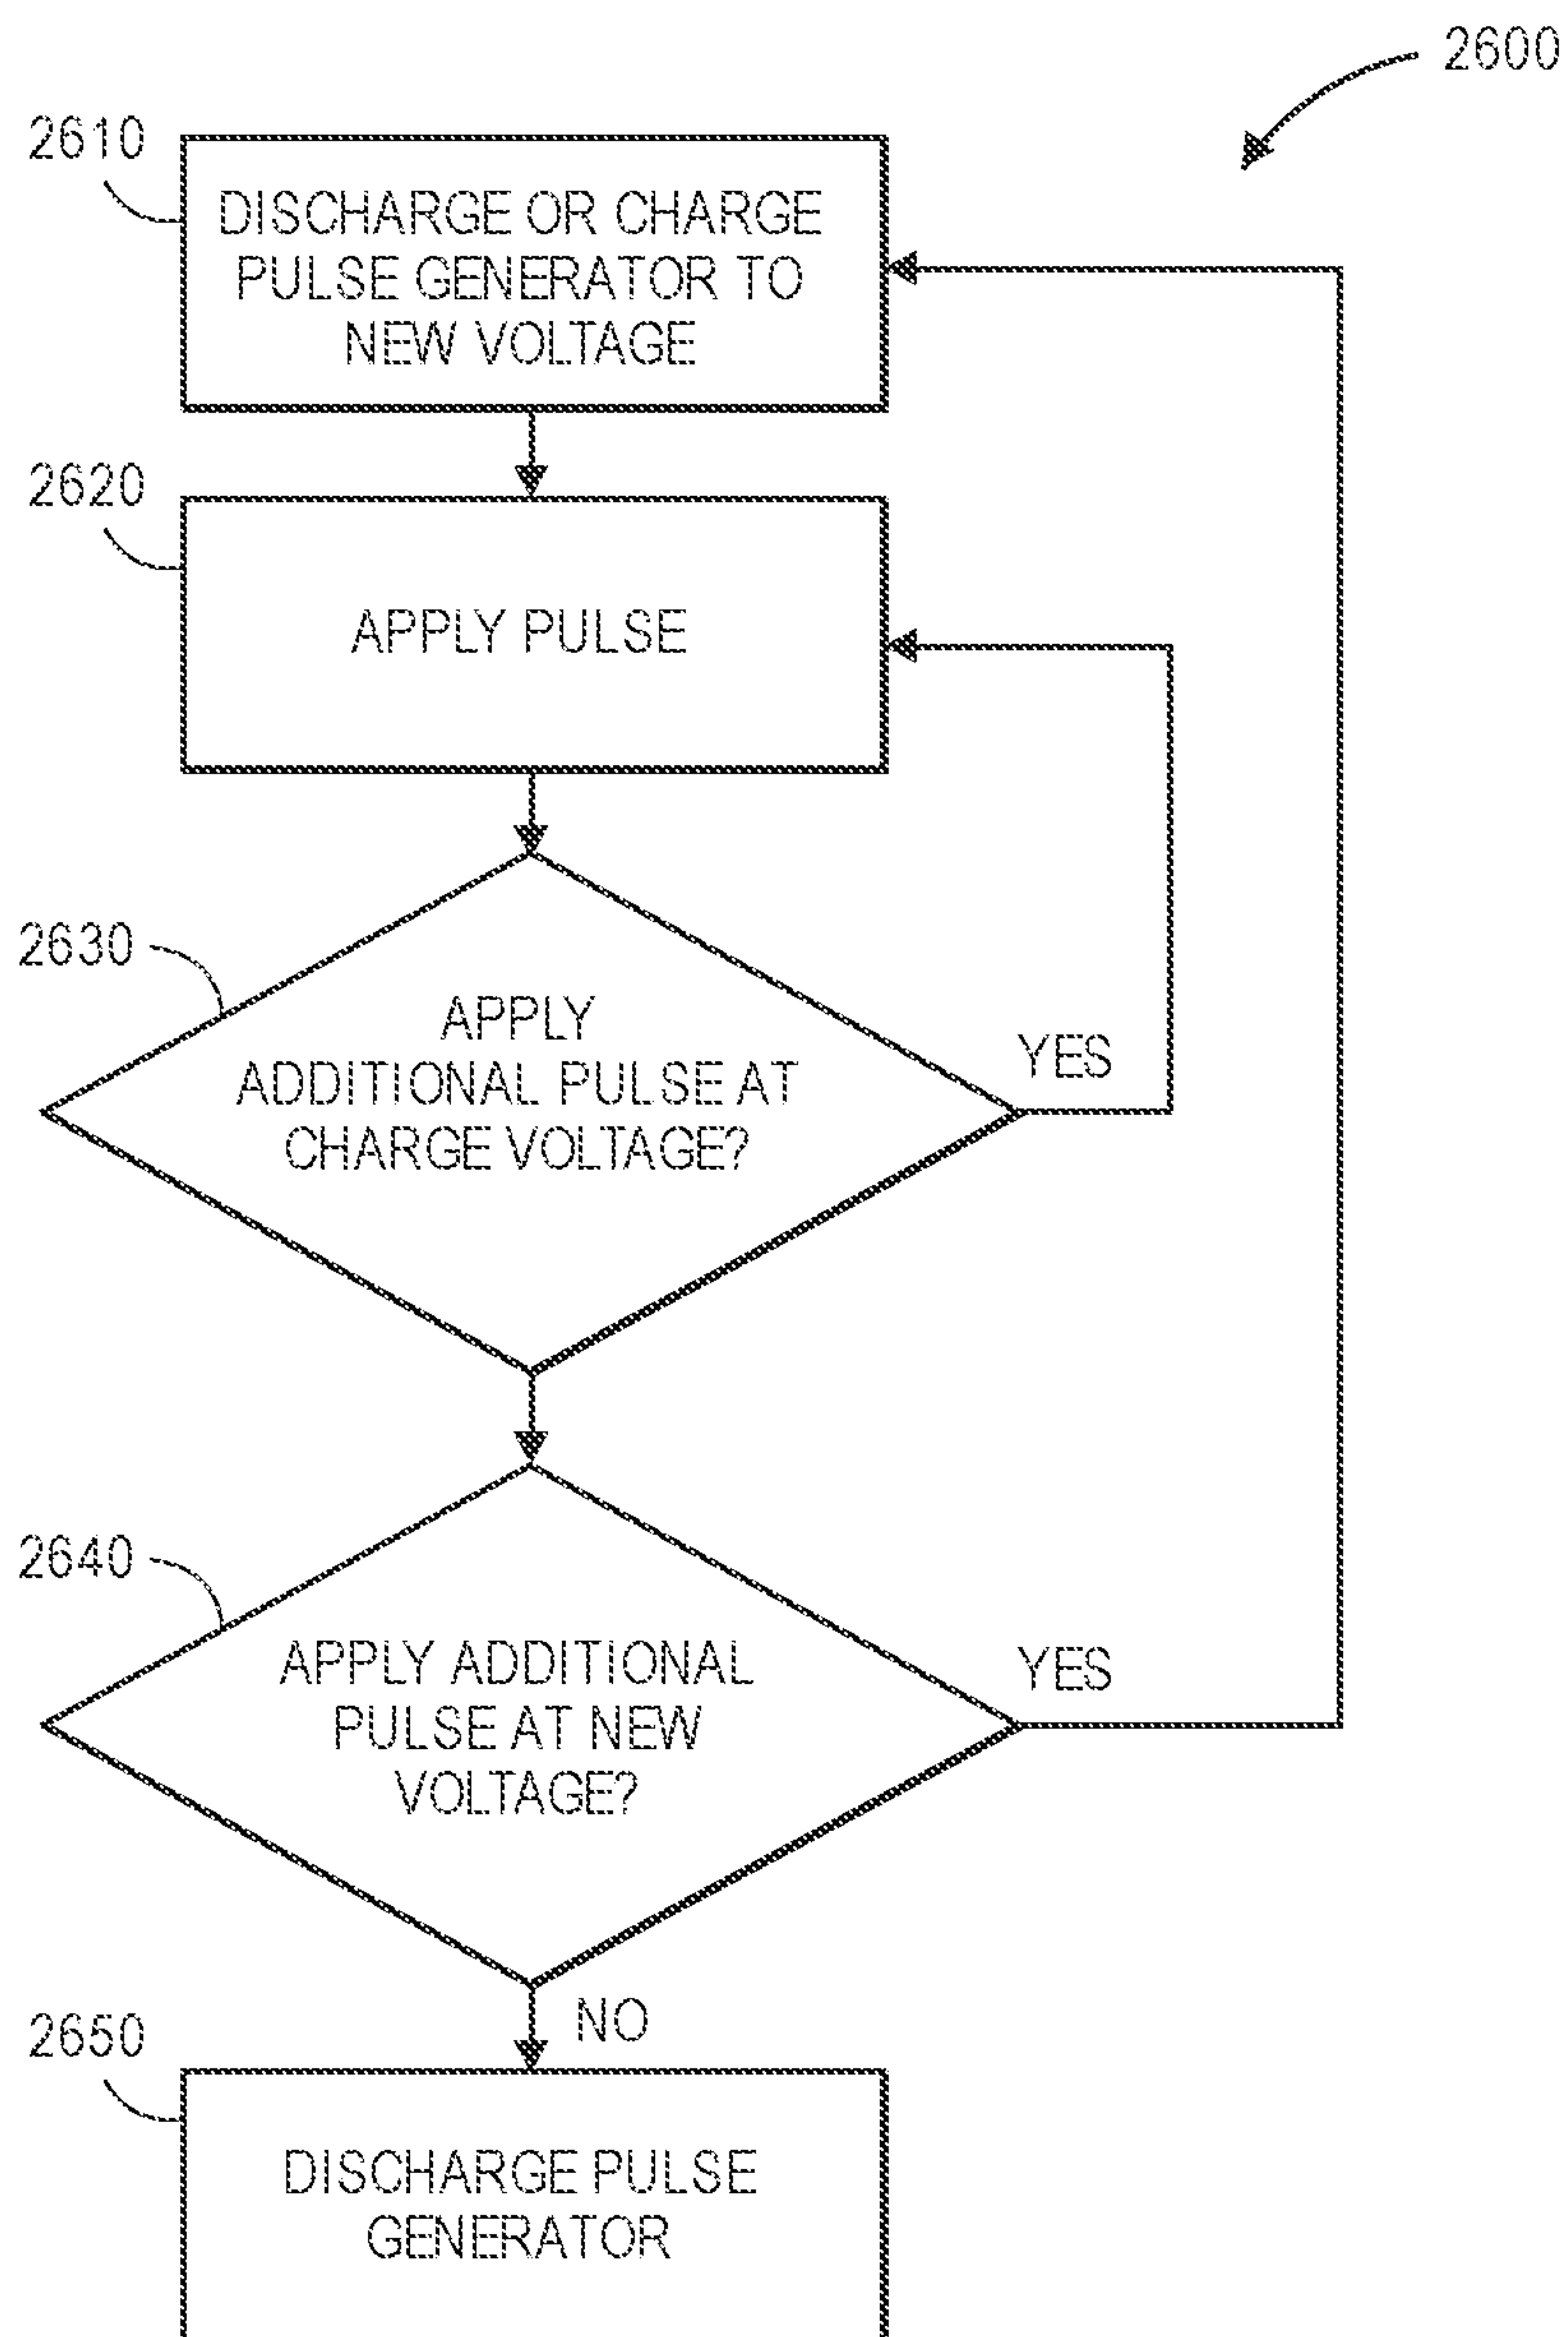 2600
2610
DISCHARGE OR CHARGE
PULSE GENERATOR TO
NEW VOLTAGE
2620
APPLY PULSE
2630
APPLY
ADDITIONAL PULSE AT
CHARGE VOLTAGE?
YES
2640
APPLY ADDITIONAL
PULSE AT NEW
VOLTAGE?
YES
NO
2650
DISCHARGE PULSE
GENERATOR